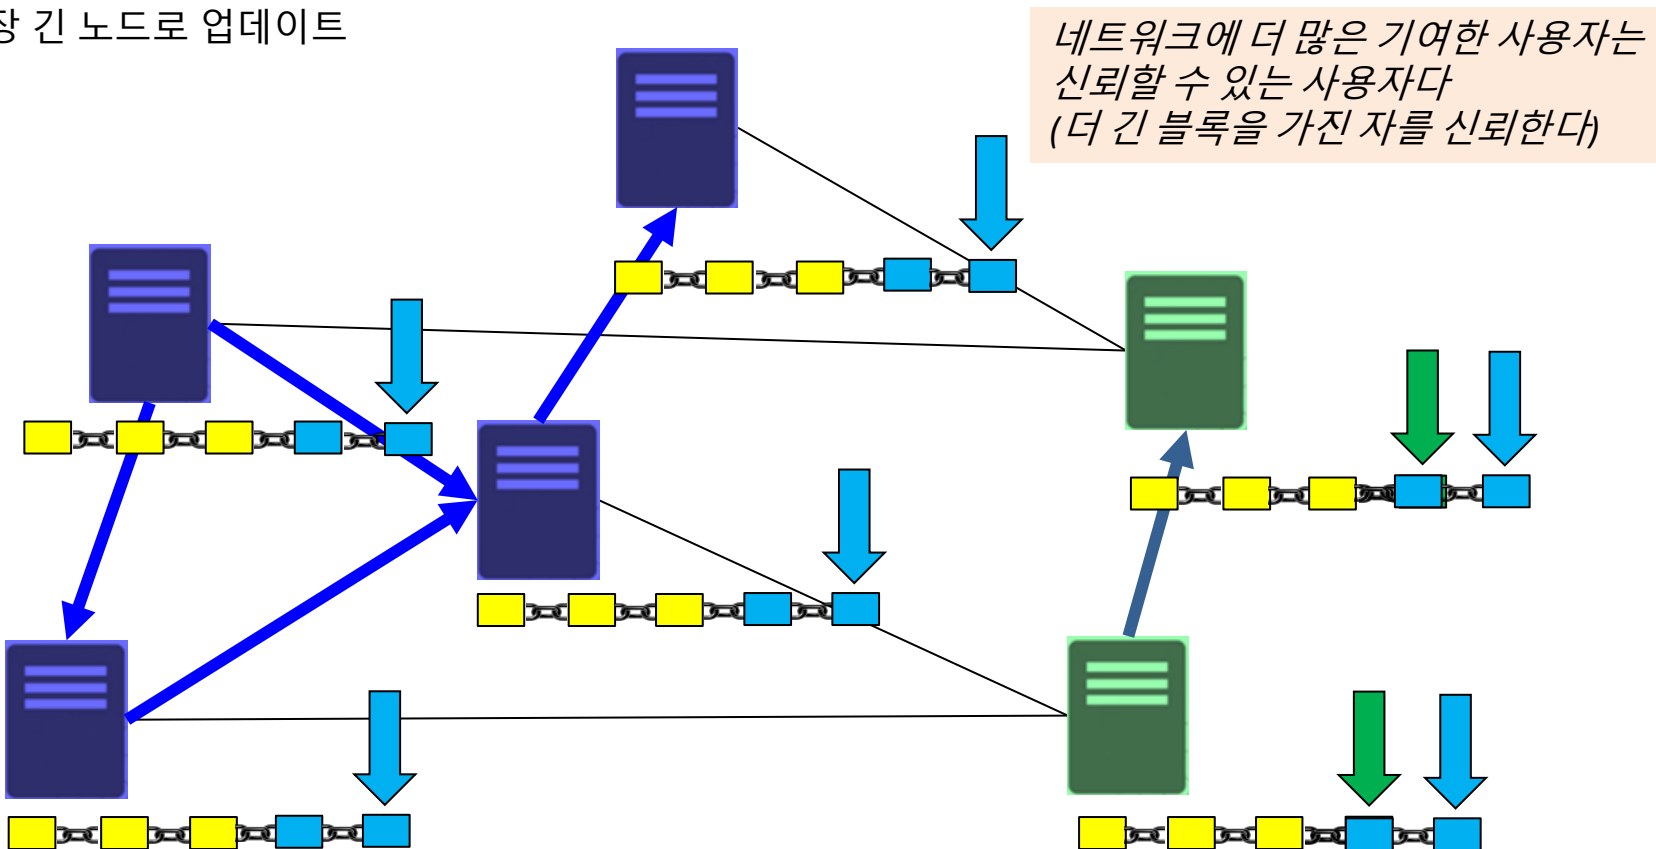 장 긴 노드로 업데이트
네트워크에 더 많은 기여한 사용자는
신뢰할 수 있는 사용자다
(더 긴 블록을 가진 자를 신뢰한다)